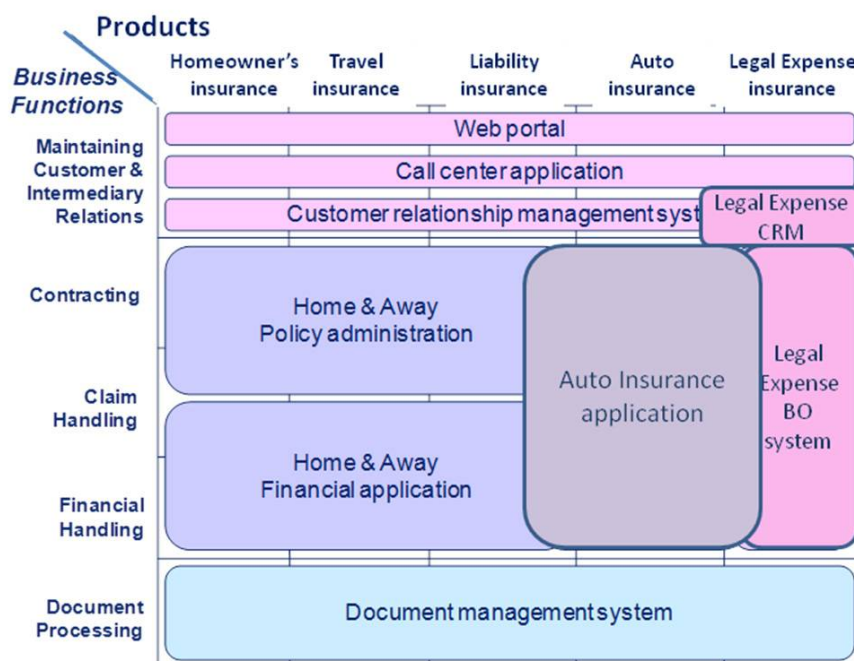 Products
Business
Functions
Homeowner's
insurance
Travel
insurance
Liability
insurance
Auto
insurance
Legal Expense
insurance
Maintaining
Customer &
Intermediary
Relations
Web portal
Call center application
Customer relationship management syst
Legal Expense
CRM
Contracting
Home & Away
Policy administration
Auto Insurance
application
Legal
Expense
BO
system
Claim
Handling
Home & Away
Financial application
Financial
Handling
Document
Processing
Document management system